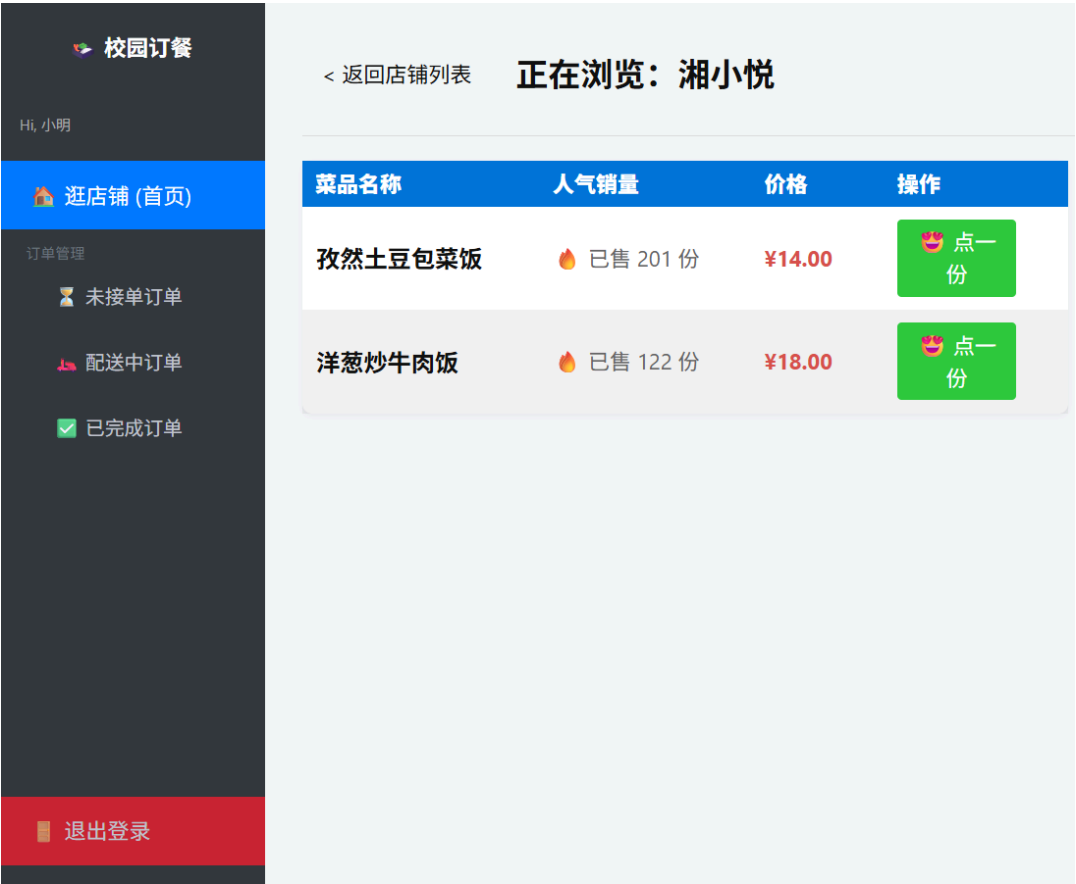 校园订餐
Hi, 小明
逛店铺 (首页)
订单管理
未接单订单
配送中订单
已完成订单
退出登录
< 返回店铺列表 正在浏览：湘小悦
菜品名称 人气销量 价格 操作
孜然土豆包菜饭 已售 201 份 ¥14.00 点一
份
洋葱炒牛肉饭 已售 122 份 ¥18.00 点一
份